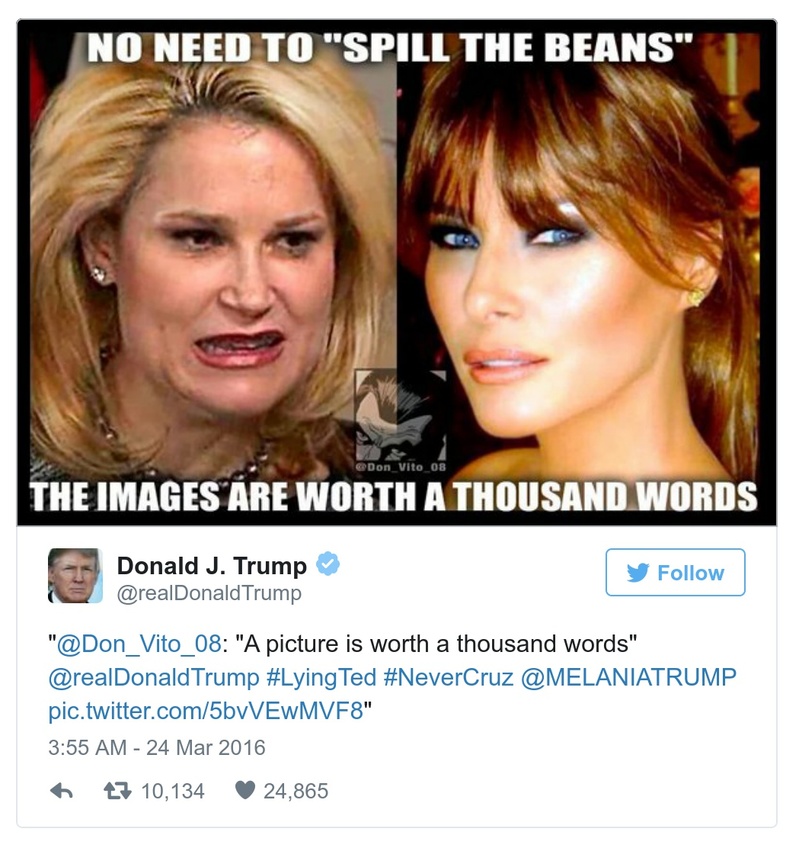 NO NEED TO "SPILL THE BEANS"
@Don_Vito_08
THE IMAGES ARE WORTH A THOUSAND WORDS
Donald J. Trump
@realDonaldTrump
Follow
"@Don_Vito_08: "A picture is worth a thousand words"
@realDonaldTrump #LyingTed #NeverCruz @MELANIATRUMP
pic.twitter.com/5bvVEwMVF8"
3:55 AM - 24 Mar 2016
10,134 24,865